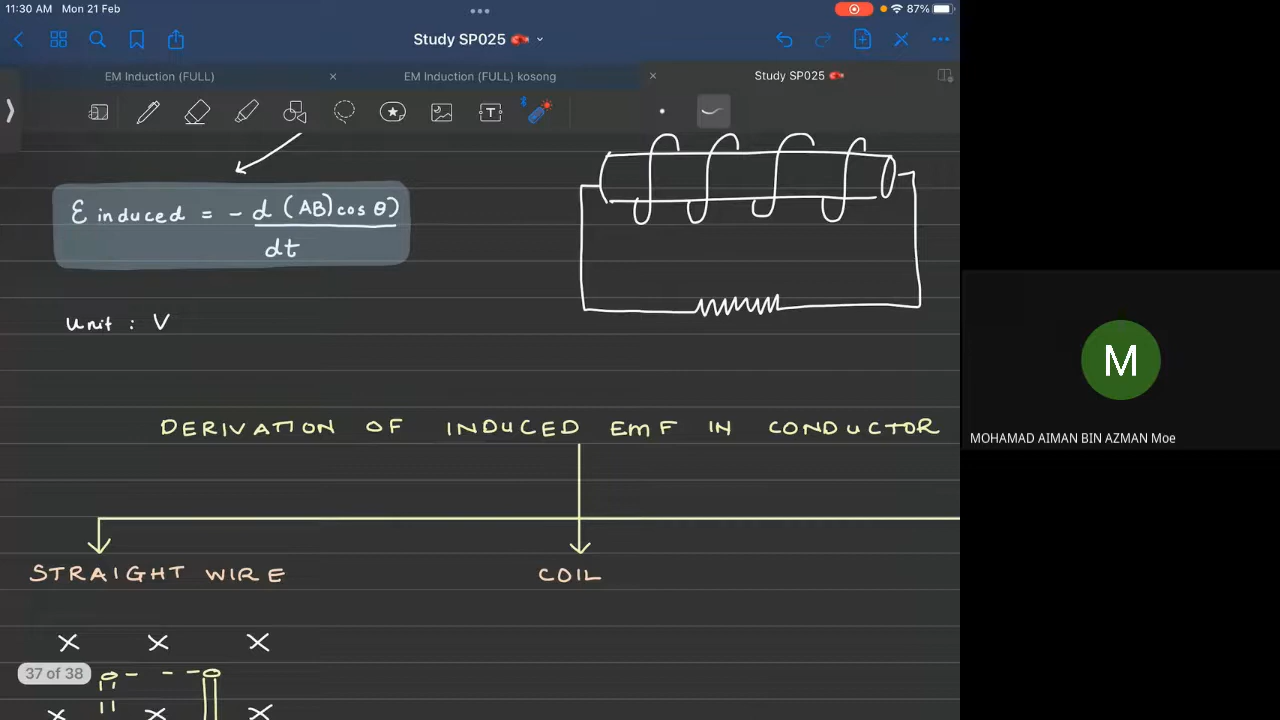 11:30 AM Mon 21 Feb
87%
Study SP025
EM Induction (FULL)
EM Induction (FULL) kosong
Study SP025
T
Ɛ induced = - d (AB) cos θ)
dt
Unit : V
DERIVATION OF INDUCED EMF IN CONDUCTOR
STRAIGHT WIRE
COIL
X X X
37 of 38
X X X
M
MOHAMAD AIMAN BIN AZMAN Moe